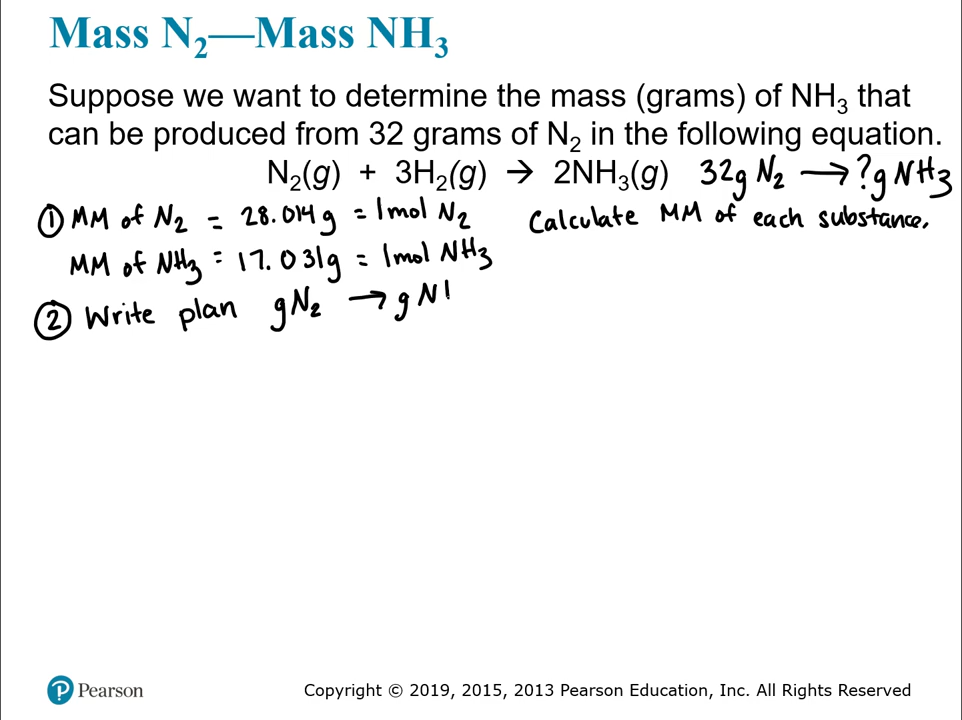 Mass N₂—Mass NH₃
Suppose we want to determine the mass (grams) of NH₃ that
can be produced from 32 grams of N₂ in the following equation.
N₂(g) + 3H₂(g) → 2NH₃(g) 32g N₂ → ?g NH₃
① MM of N₂ = 28.014g = 1mol N₂ Calculate MM of each substance.
MM of NH₃ = 17.031g = 1mol NH₃
② Write plan gN₂ → g N
Pearson
Copyright © 2019, 2015, 2013 Pearson Education, Inc. All Rights Reserved